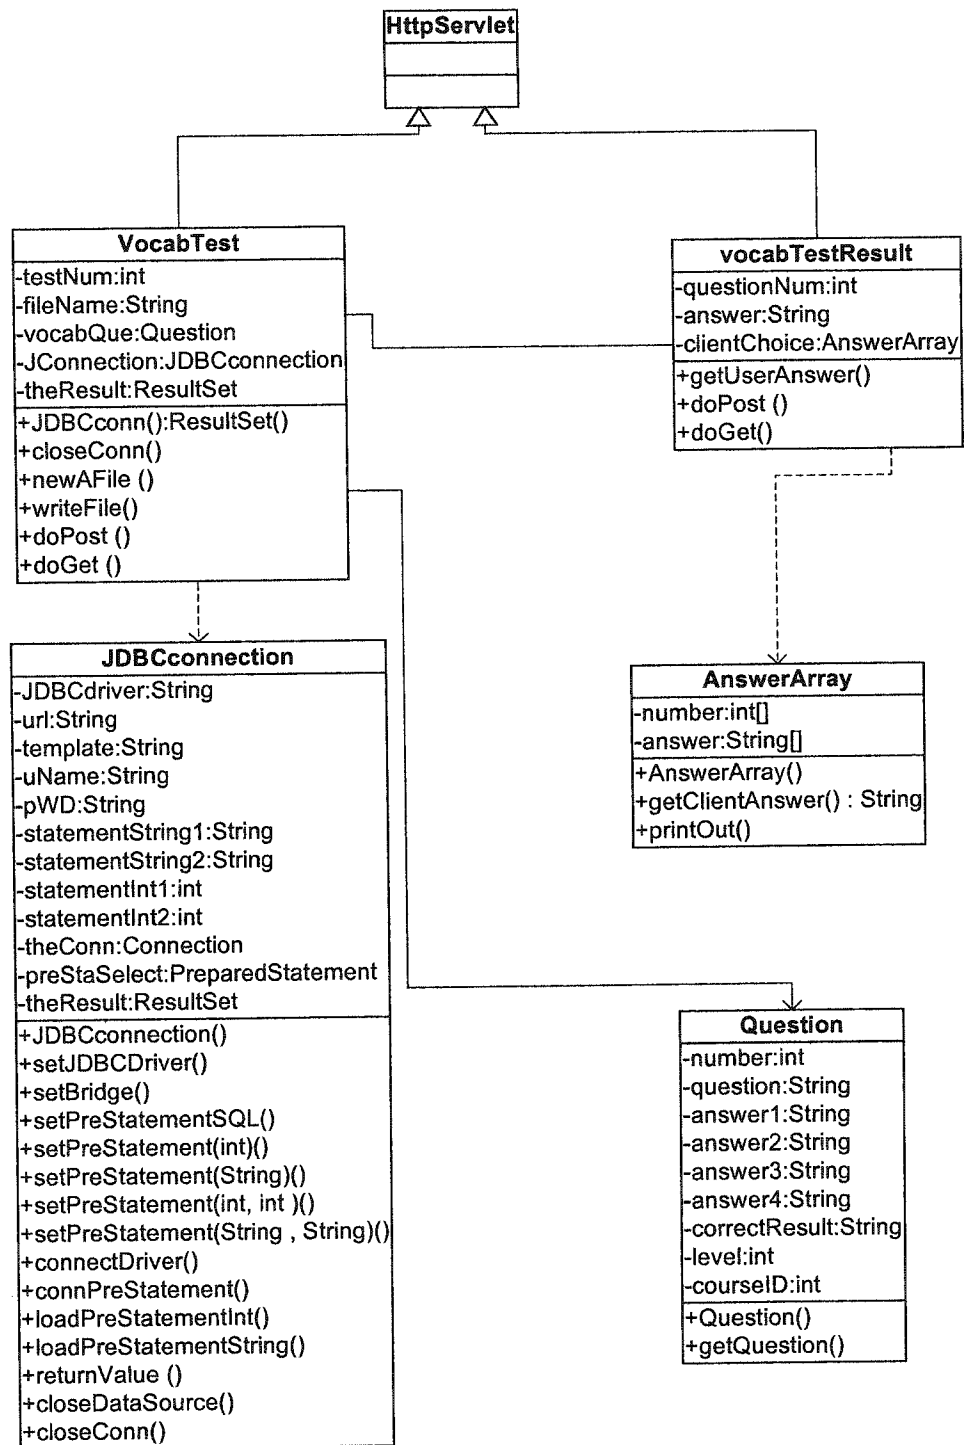 HttpServlet
VocabTest
-testNum:int
-fileName:String
-vocabQue:Question
-JConnection:JDBCconnection
-theResult:ResultSet
+JDBCconn():ResultSet()
+closeConn()
+newAFile ()
+writeFile()
+doPost ()
+doGet ()
vocabTestResult
-questionNum:int
-answer:String
-clientChoice:AnswerArray
+getUserAnswer()
+doPost ()
+doGet()
JDBCconnection
-JDBCdriver:String
-url:String
-template:String
-uName:String
-pWD:String
-statementString1:String
-statementString2:String
-statementInt1:int
-statementInt2:int
-theConn:Connection
-preStaSelect:PreparedStatement
-theResult:ResultSet
+JDBCconnection()
+setJDBCDriver()
+setBridge()
+setPreStatementSQL()
+setPreStatement(int)()
+setPreStatement(String)()
+setPreStatement(int, int )()
+setPreStatement(String , String)()
+connectDriver()
+connPreStatement()
+loadPreStatementInt()
+loadPreStatementString()
+returnValue ()
+closeDataSource()
+closeConn()
AnswerArray
-number:int[]
-answer:String[]
+AnswerArray()
+getClientAnswer() : String
+printOut()
Question
-number:int
-question:String
-answer1:String
-answer2:String
-answer3:String
-answer4:String
-correctResult:String
-level:int
-courseID:int
+Question()
+getQuestion()